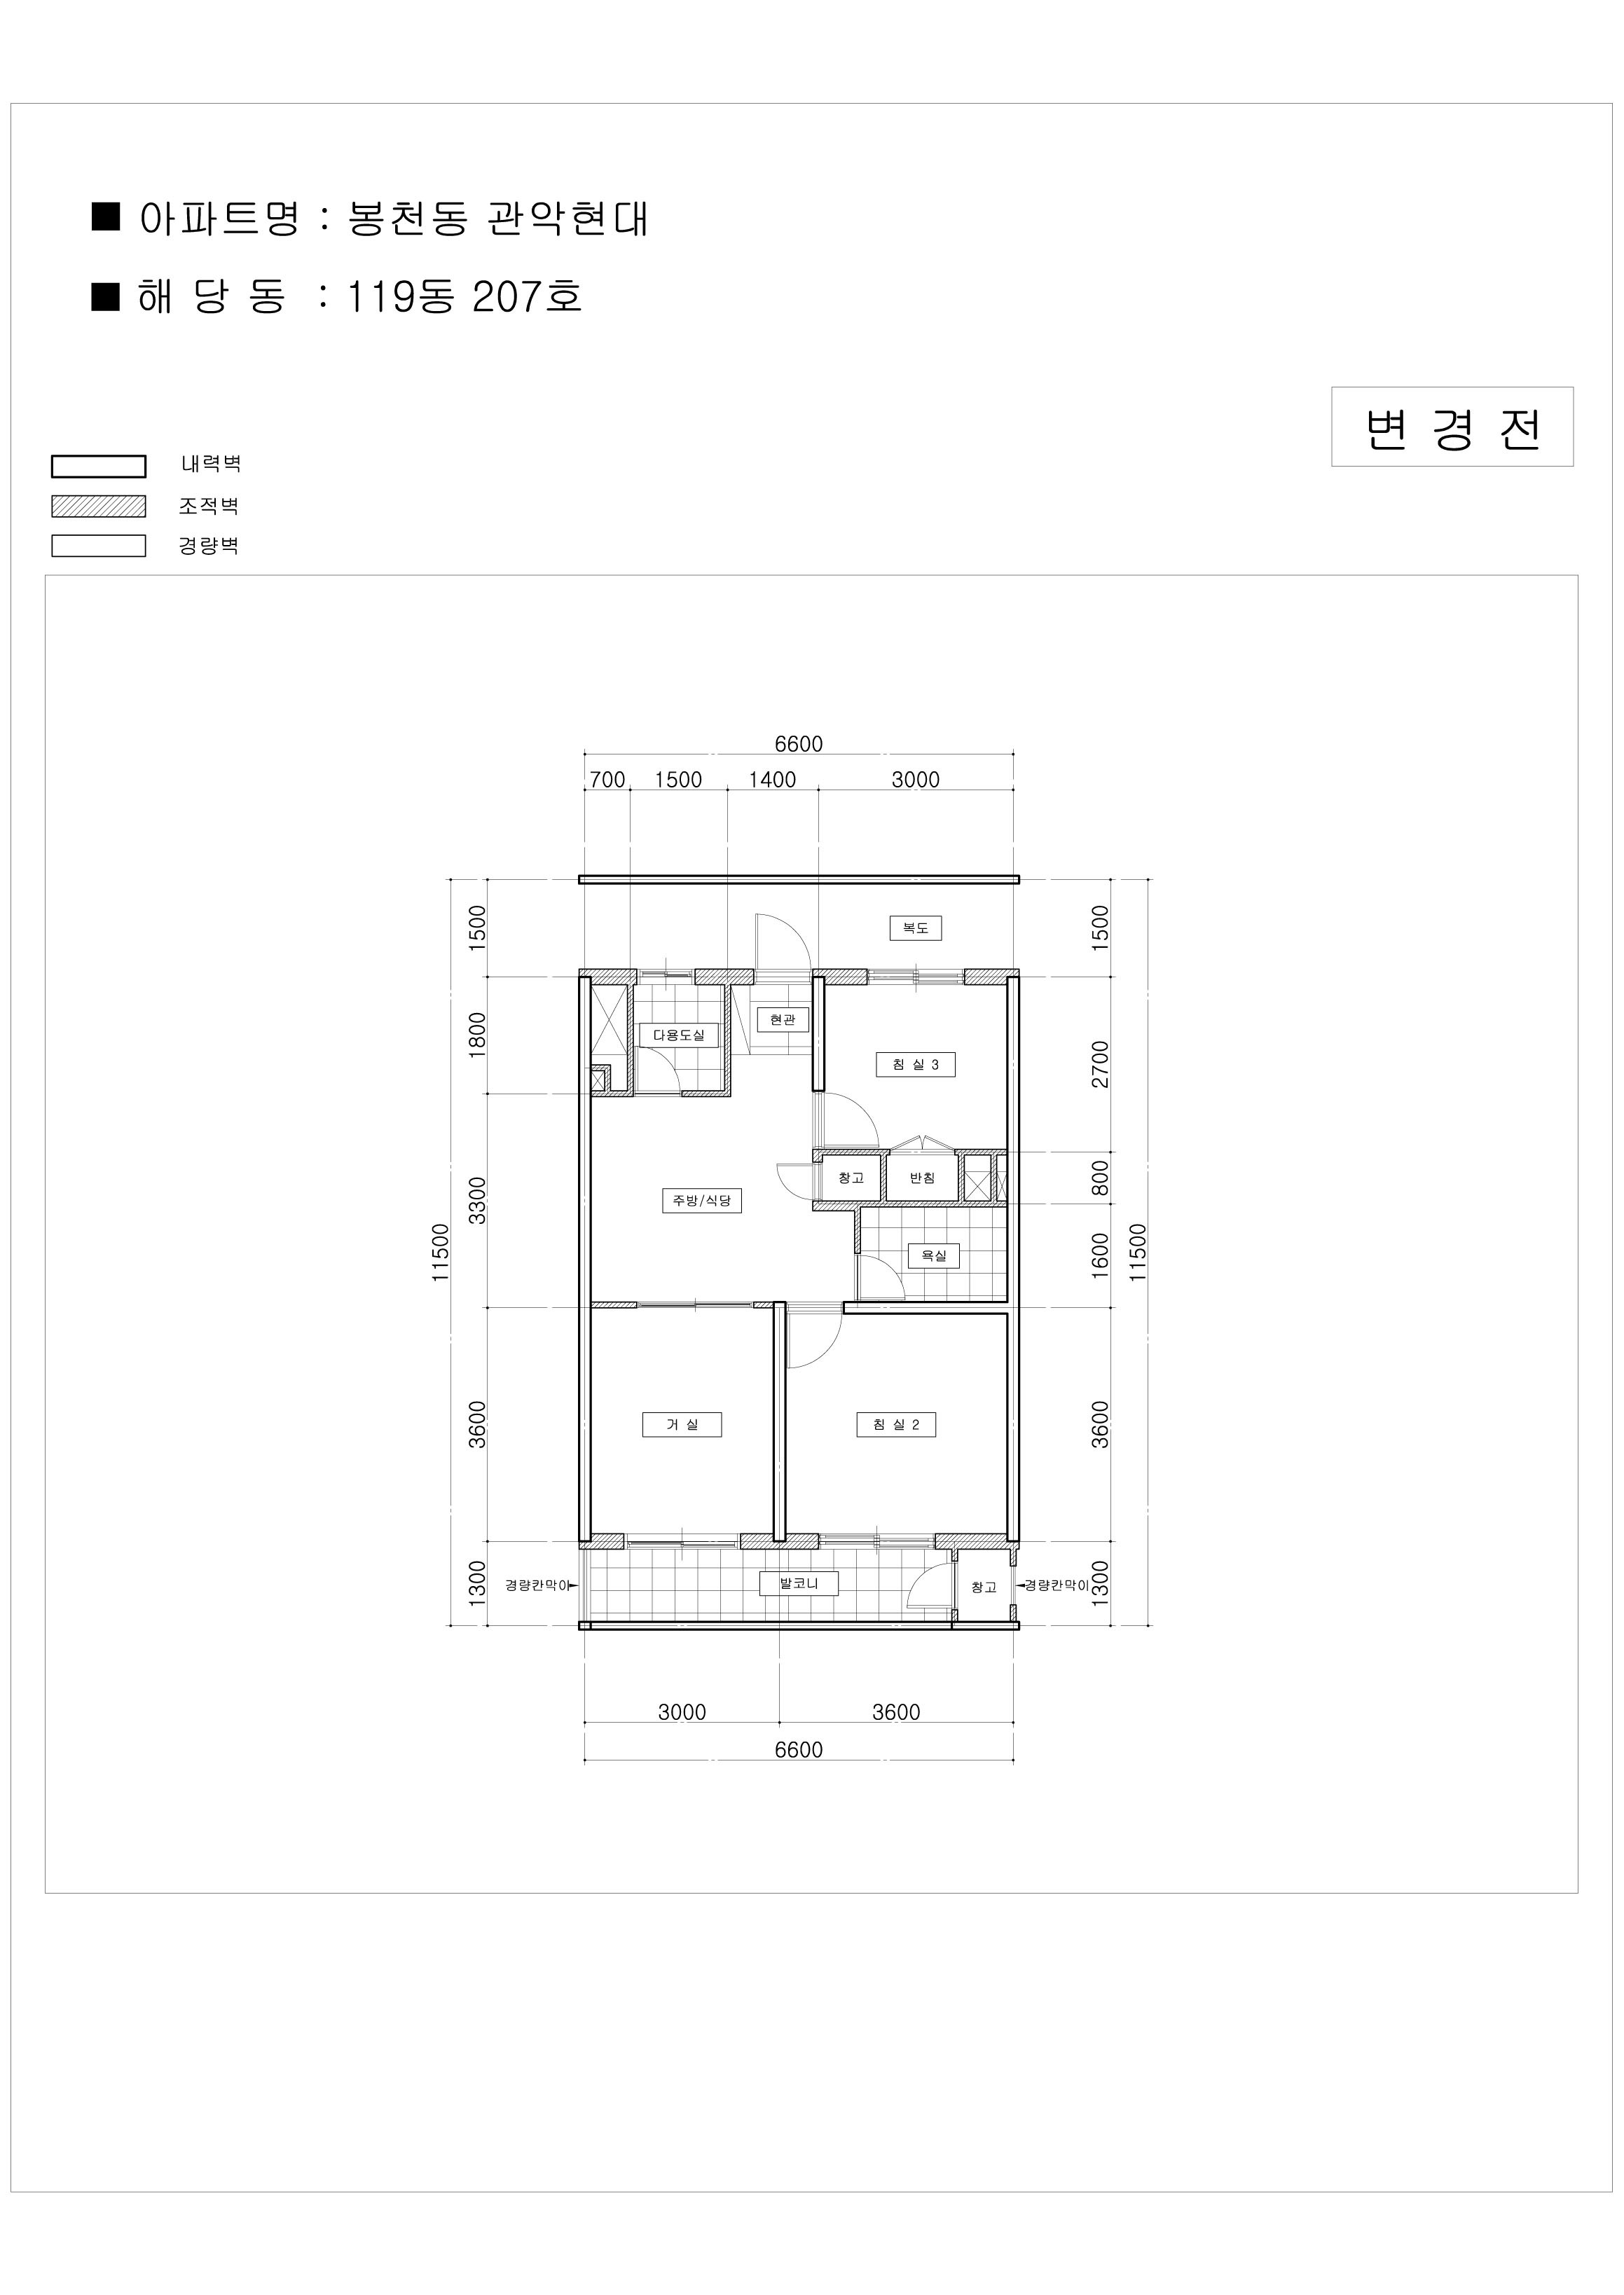 ■ 아파트명 : 봉천동 관악현대
■ 해 당 동 : 119동 207호
변 경 전
내력벽
조적벽
경량벽
6600
700 1500 1400 3000
1500 복도 1500
현관
다용도실
1800
침 실 3
2700
창고 반침 800
주방/식당
3300
욕실
1600
11500 11500
3600 거 실 침 실 2 3600
1300 경량칸막이 발코니 창고 경량칸막이 1300
3000 3600
6600